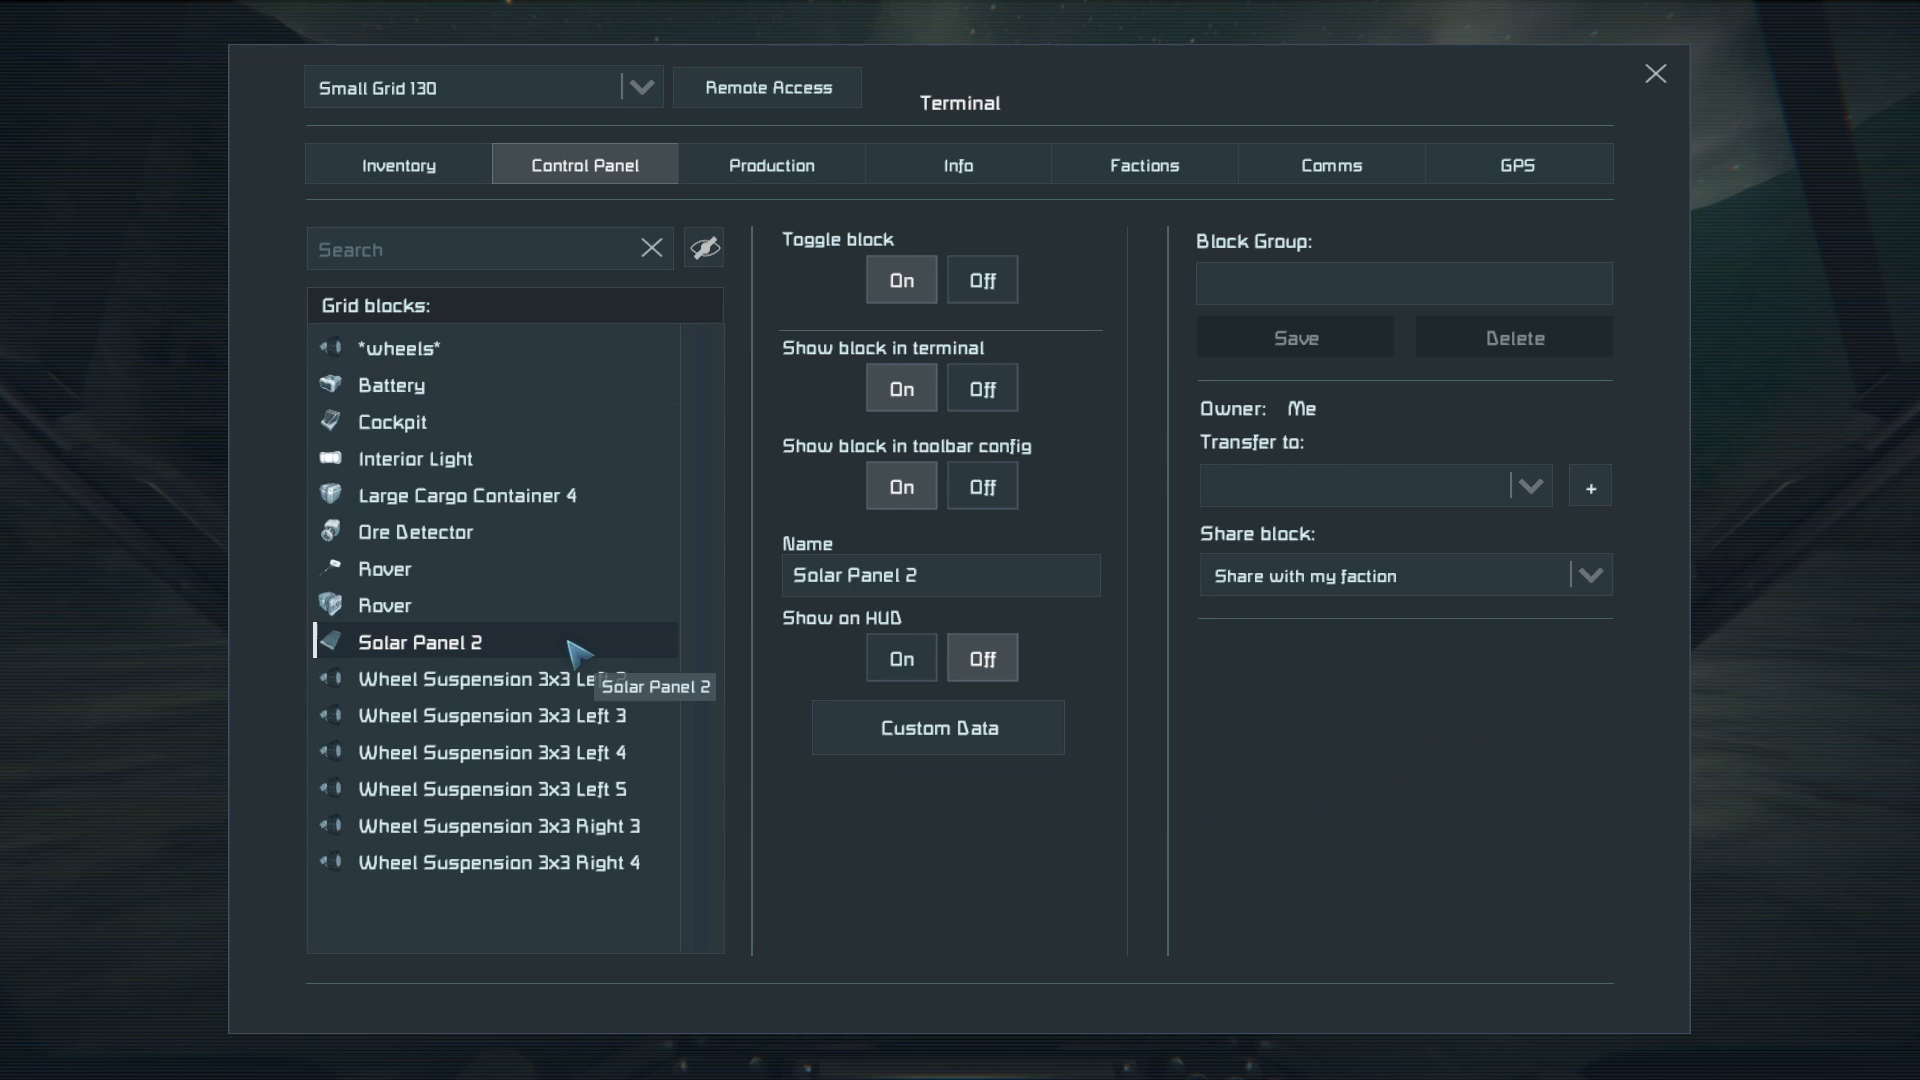 Small Grid 130
Remote Access
Terminal
Inventory
Control Panel
Production
Info
Factions
Comms
GPS
Search
Grid blocks:
*wheels*
Battery
Cockpit
Interior Light
Large Cargo Container 4
Ore Detector
Rover
Rover
Solar Panel 2
Wheel Suspension 3x3 Le
Solar Panel 2
Wheel Suspension 3x3 Left 3
Wheel Suspension 3x3 Left 4
Wheel Suspension 3x3 Left 5
Wheel Suspension 3x3 Right 3
Wheel Suspension 3x3 Right 4
Toggle block
On Off
Show block in terminal
On Off
Show block in toolbar config
On Off
Name
Solar Panel 2
Show on HUD
On Off
Custom Data
Block Group:
Save Delete
Owner: Me
Transfer to:
+
Share block:
Share with my faction